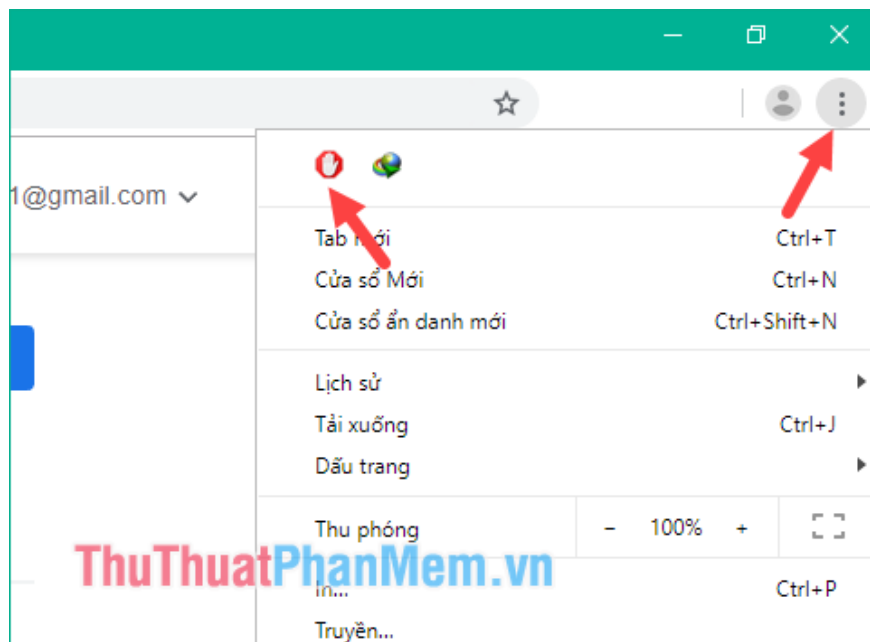 1@gmail.com
Tab mới Ctrl+T
Cửa sổ Mới Ctrl+N
Cửa sổ ẩn danh mới Ctrl+Shift+N
Lịch sử
Tải xuống Ctrl+J
Dấu trang
Thu phóng - 100% +
ThuThuatPhanMem.vn
In... Ctrl+P
Truyền...